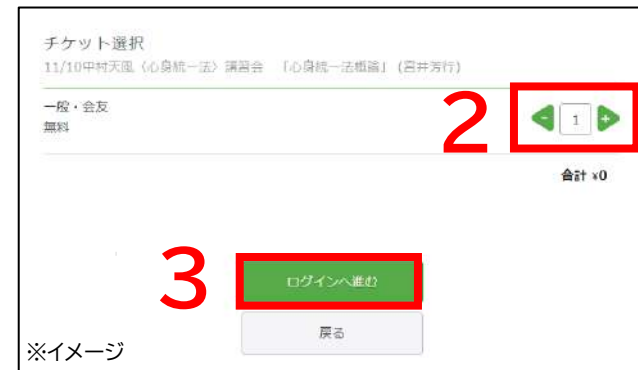 チケット選択
11/10中村天風〈心身統一法〉講習会 「心身統一法概論」(宮井芳行)
一般・会友
無料
2
- 1 +
合計 ¥0
3
ログインへ進む
戻る
※イメージ